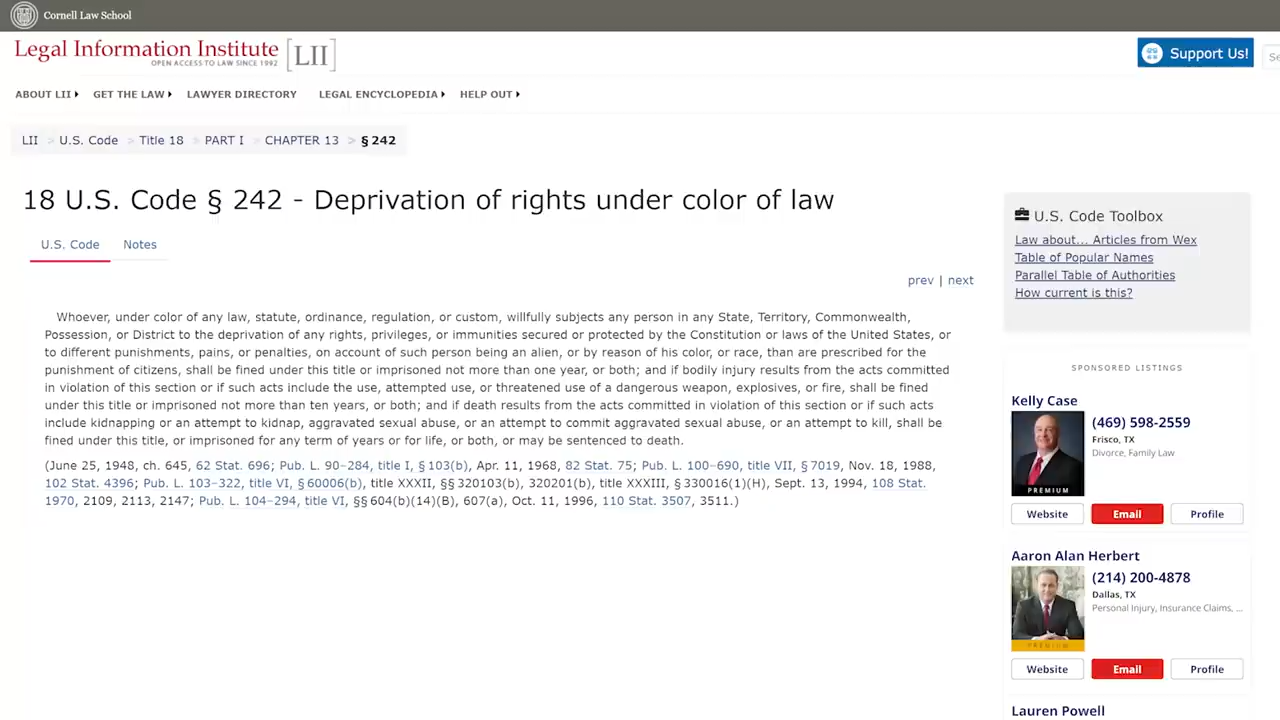 Cornell Law School
Legal Information Institute [LII]
OPEN ACCESS TO LAW SINCE 1992
Support Us!
Se
ABOUT LII GET THE LAW LAWYER DIRECTORY LEGAL ENCYCLOPEDIA HELP OUT
LII > U.S. Code > Title 18 > PART I > CHAPTER 13 > § 242
18 U.S. Code § 242 - Deprivation of rights under color of law
U.S. Code Notes
prev | next
Whoever, under color of any law, statute, ordinance, regulation, or custom, willfully subjects any person in any State, Territory, Commonwealth,
Possession, or District to the deprivation of any rights, privileges, or immunities secured or protected by the Constitution or laws of the United States, or
to different punishments, pains, or penalties, on account of such person being an alien, or by reason of his color, or race, than are prescribed for the
punishment of citizens, shall be fined under this title or imprisoned not more than one year, or both; and if bodily injury results from the acts committed
in violation of this section or if such acts include the use, attempted use, or threatened use of a dangerous weapon, explosives, or fire, shall be fined
under this title or imprisoned not more than ten years, or both; and if death results from the acts committed in violation of this section or if such acts
include kidnapping or an attempt to kidnap, aggravated sexual abuse, or an attempt to commit aggravated sexual abuse, or an attempt to kill, shall be
fined under this title, or imprisoned for any term of years or for life, or both, or may be sentenced to death.
(June 25, 1948, ch. 645, 62 Stat. 696; Pub. L. 90–284, title I, § 103(b), Apr. 11, 1968, 82 Stat. 75; Pub. L. 100–690, title VII, § 7019, Nov. 18, 1988,
102 Stat. 4396; Pub. L. 103–322, title VI, § 60006(b), title XXXII, §§ 320103(b), 320201(b), title XXXIII, § 330016(1)(H), Sept. 13, 1994, 108 Stat.
1970, 2109, 2113, 2147; Pub. L. 104–294, title VI, §§ 604(b)(14)(B), 607(a), Oct. 11, 1996, 110 Stat. 3507, 3511.)
U.S. Code Toolbox
Law about... Articles from Wex
Table of Popular Names
Parallel Table of Authorities
How current is this?
SPONSORED LISTINGS
Kelly Case
(469) 598-2559
Frisco, TX
Divorce, Family Law
PREMIUM
Website Email Profile
Aaron Alan Herbert
(214) 200-4878
Dallas, TX
Personal Injury, Insurance Claims, ...
PREMIUM
Website Email Profile
Lauren Powell